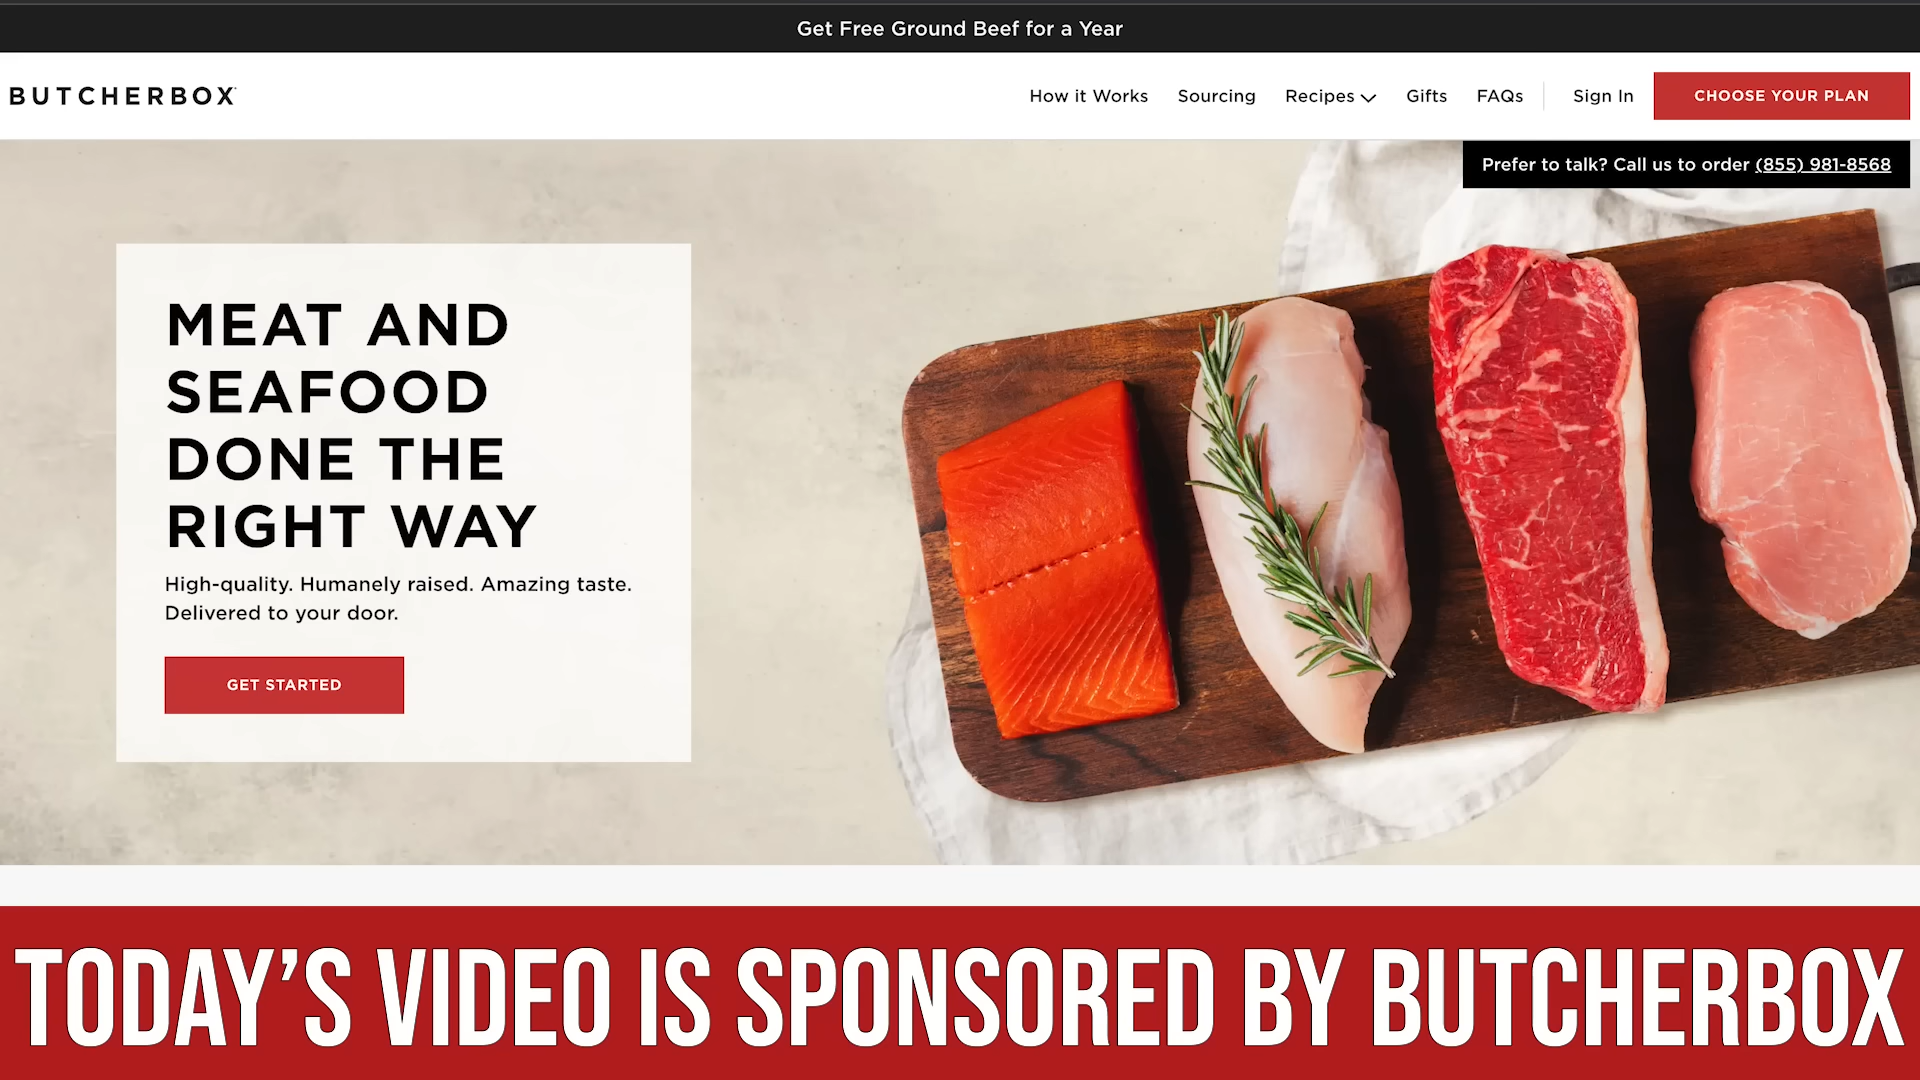 Get Free Ground Beef for a Year
BUTCHERBOX
How it Works Sourcing Recipes Gifts FAQs Sign In CHOOSE YOUR PLAN
Prefer to talk? Call us to order (855) 981-8568
MEAT AND
SEAFOOD
DONE THE
RIGHT WAY
High-quality. Humanely raised. Amazing taste.
Delivered to your door.
GET STARTED
TODAY'S VIDEO IS SPONSORED BY BUTCHERBOX